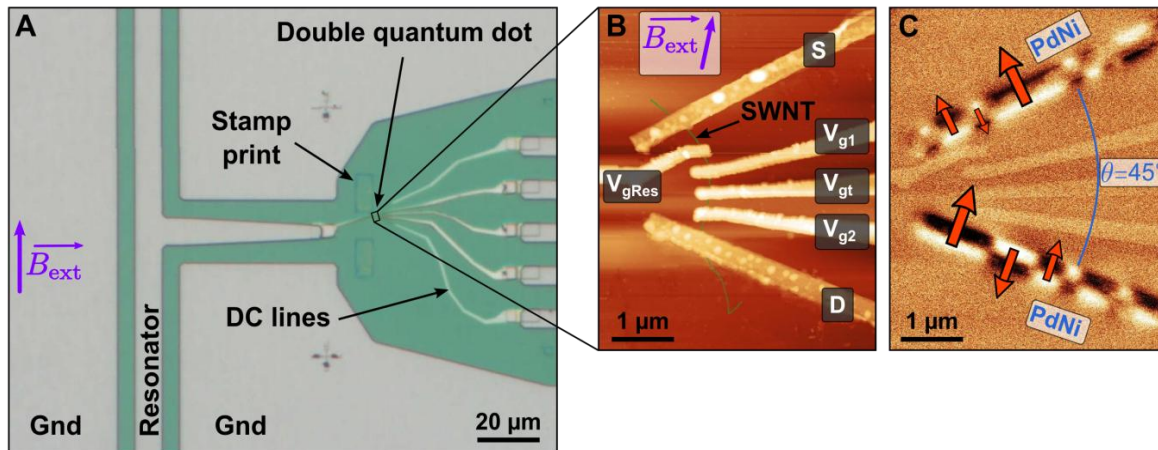 A
Double quantum dot
Stamp
print
B_ext
DC lines
Resonator
Gnd
Gnd
20 µm
B
B_ext
S
SWNT
V_g1
V_gRes
V_gt
V_g2
D
1 µm
C
PdNi
θ=45°
PdNi
1 µm